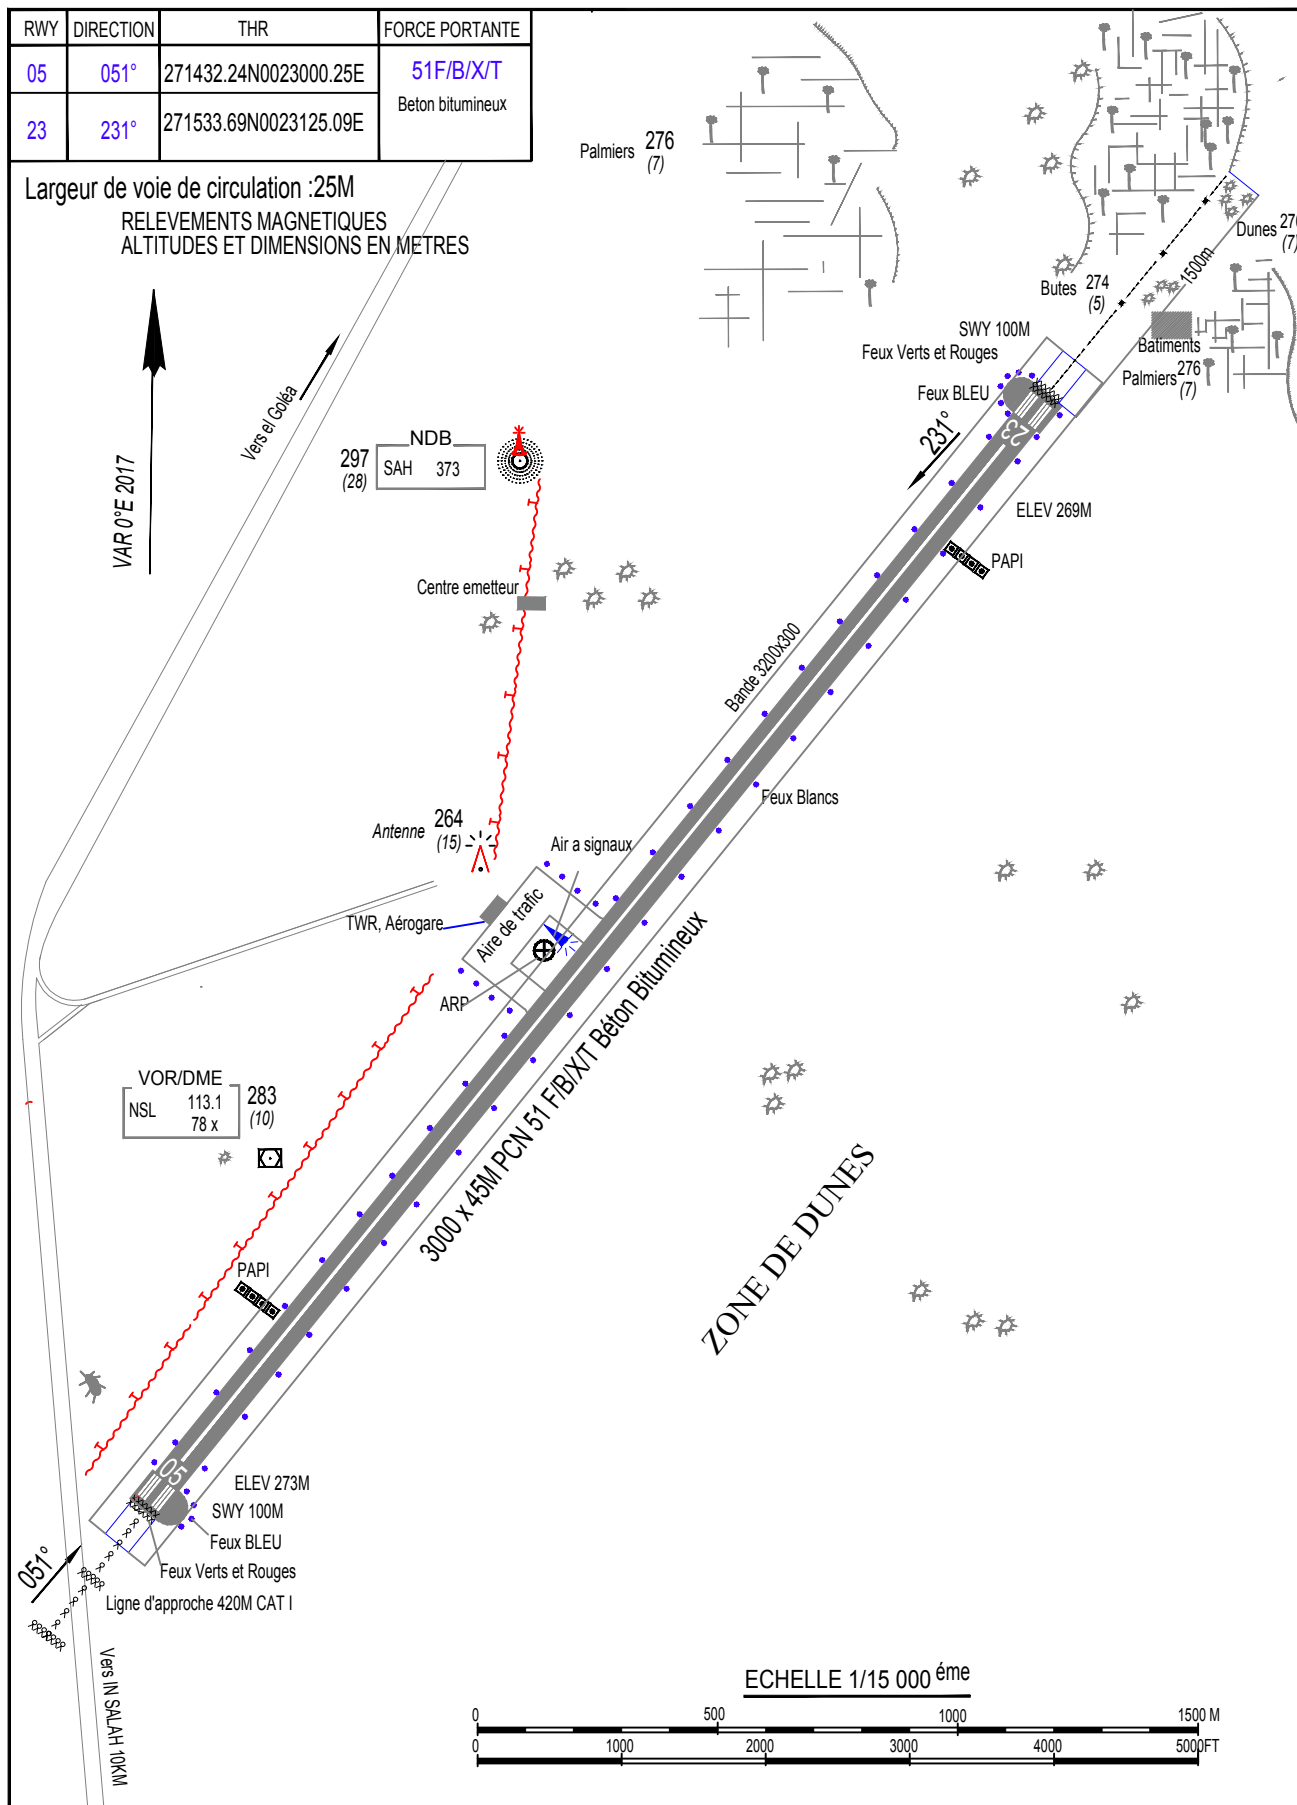 RWY DIRECTION THR FORCE PORTANTE
05 051° 271432.24N0023000.25E 51F/B/X/T
Beton bitumineux
23 231° 271533.69N0023125.09E
Largeur de voie de circulation :25M
RELEVEMENTS MAGNETIQUES
ALTITUDES ET DIMENSIONS EN METRES
Palmiers 276
(7)
Dunes
(7)
1500m
Butes 274
(5)
SWY 100M
Feux Verts et Rouges
Batiments
Palmiers 276
(7)
Feux BLEU
231°
23
VAR 0°E 2017
Vers el Goléa
NDB
297
(28)
SAH 373
ELEV 269M
PAPI
Centre emetteur
Bande 3200x300
Feux Blancs
Antenne 264
(15)
Air a signaux
TWR, Aérogare
Aire de trafic
ARP
3000 x 45M PCN 51 F/B/X/T Béton Bitumineux
VOR/DME
NSL 113.1
78 x
283
(10)
ZONE DE DUNES
PAPI
05
ELEV 273M
SWY 100M
Feux BLEU
Feux Verts et Rouges
051°
Ligne d'approche 420M CAT I
Vers IN SALAH 10KM
ECHELLE 1/15 000 éme
0 500 1000 1500 M
0 1000 2000 3000 4000 5000FT